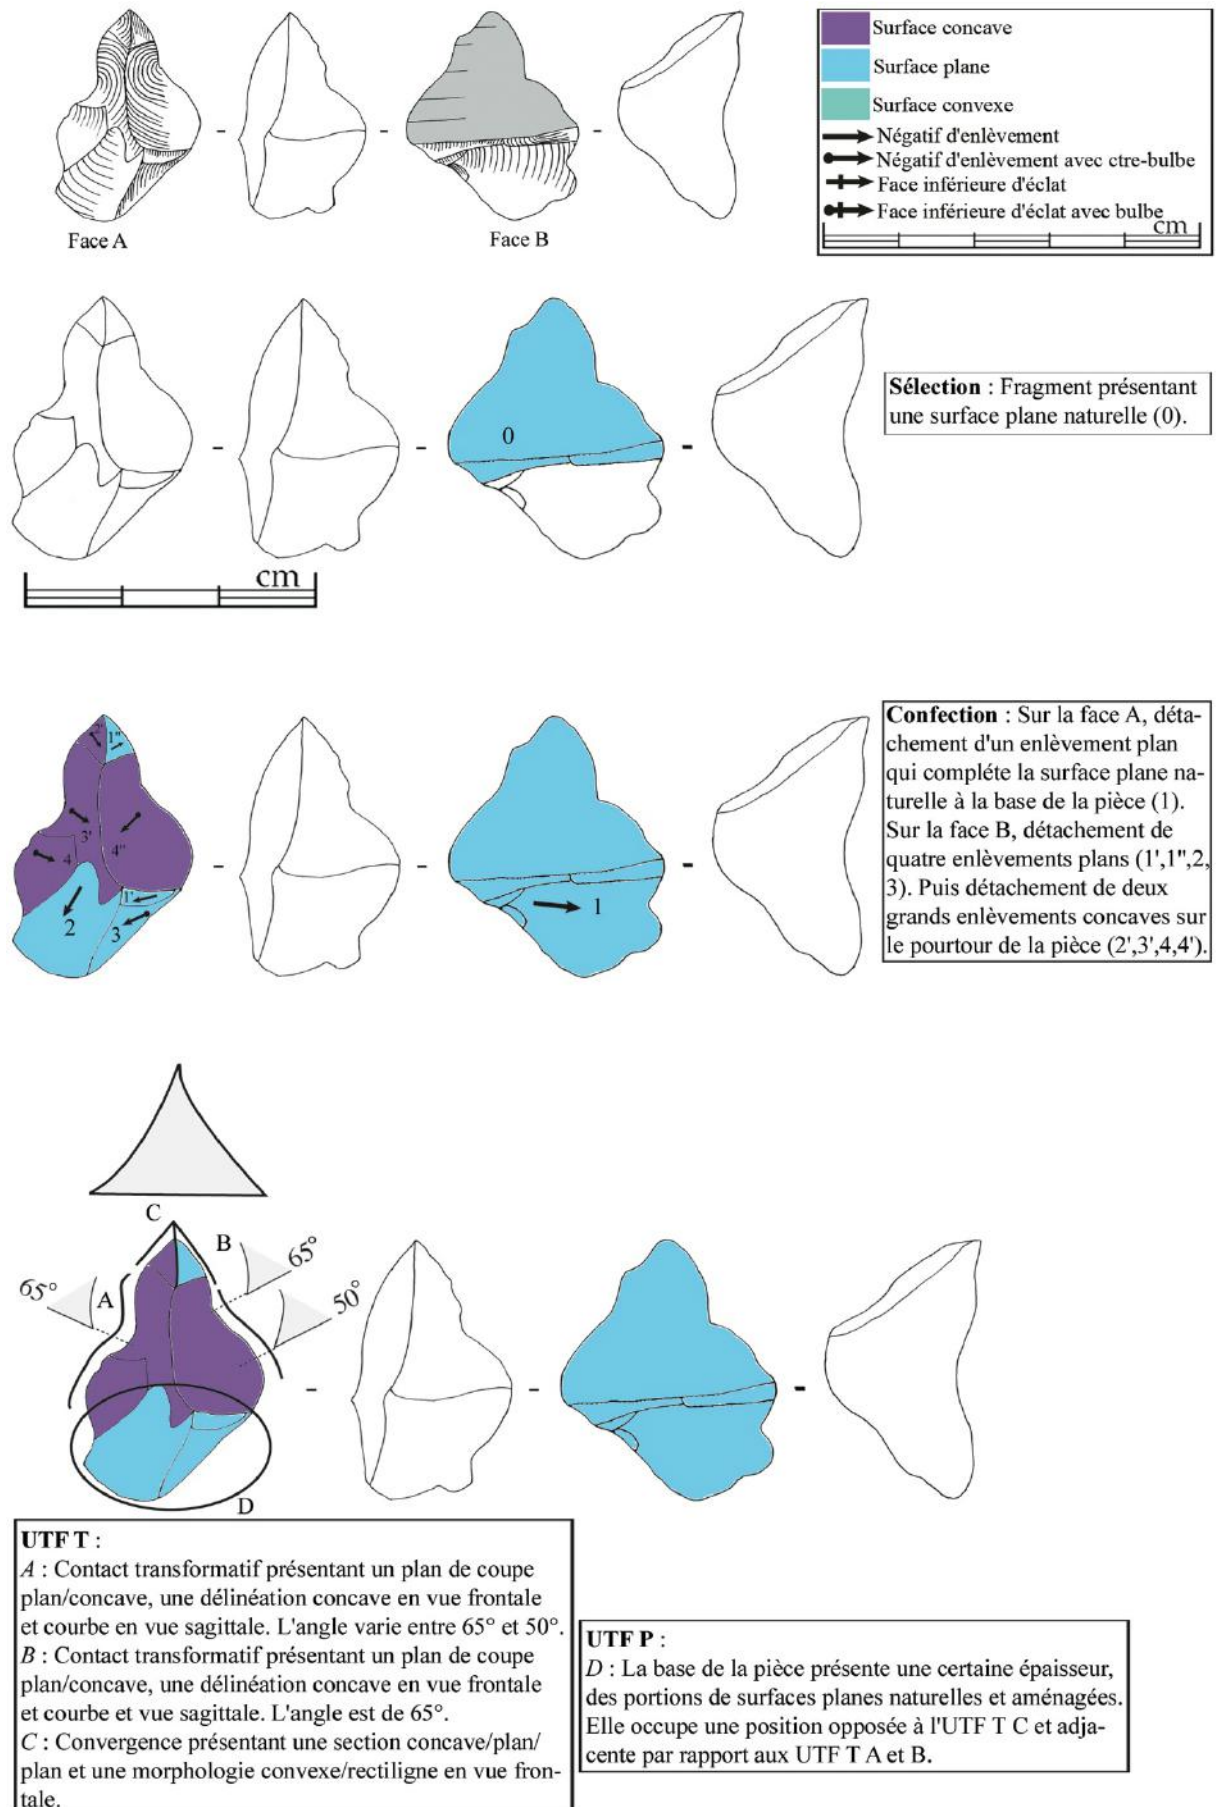 Surface concave
Surface plane
Surface convexe
Négatif d'enlèvement
Négatif d'enlèvement avec ctre-bulbe
Face inférieure d'éclat
Face inférieure d'éclat avec bulbe
cm
Face A
Face B
0
Sélection : Fragment présentant
une surface plane naturelle (0).
cm
2'
1"
3'
4"
4
1'
2
3
1
Confection : Sur la face A, déta-
chement d'un enlèvement plan
qui compléte la surface plane na-
turelle à la base de la pièce (1).
Sur la face B, détachement de
quatre enlèvements plans (1',1",2,
3). Puis détachement de deux
grands enlèvements concaves sur
le pourtour de la pièce (2',3',4,4').
C
B
65°
65°
A
50°
D
UTF T :
A : Contact transformatif présentant un plan de coupe
plan/concave, une délinéation concave en vue frontale
et courbe en vue sagittale. L'angle varie entre 65° et 50°.
B : Contact transformatif présentant un plan de coupe
plan/concave, une délinéation concave en vue frontale
et courbe et vue sagittale. L'angle est de 65°.
C : Convergence présentant une section concave/plan/
plan et une morphologie convexe/rectiligne en vue fron-
tale.
UTF P :
D : La base de la pièce présente une certaine épaisseur,
des portions de surfaces planes naturelles et aménagées.
Elle occupe une position opposée à l'UTF T C et adja-
cente par rapport aux UTF T A et B.